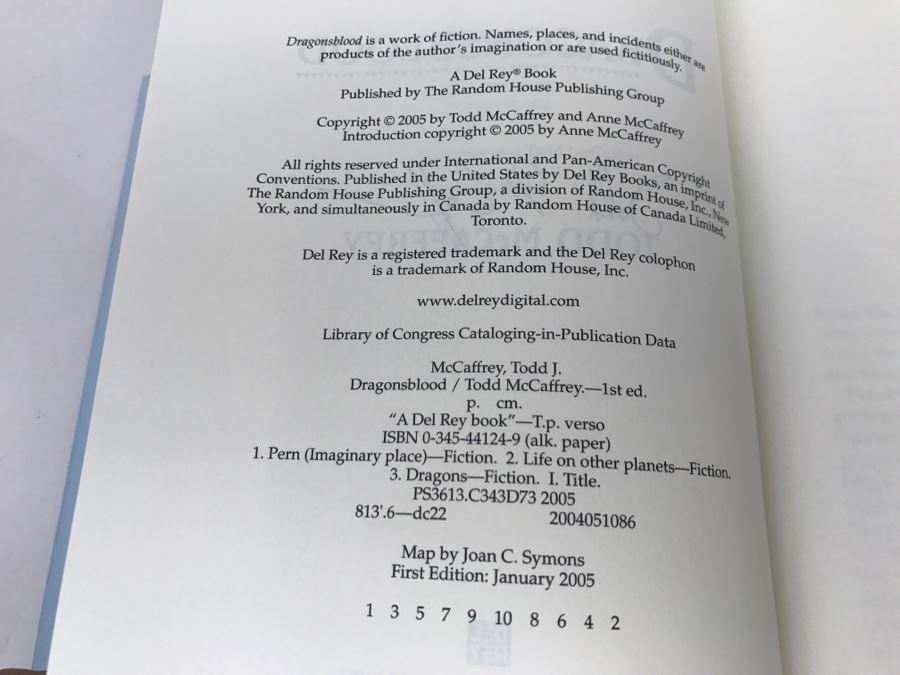 Dragonsblood is a work of fiction. Names, places, and incidents either are
products of the author's imagination or are used fictitiously.
A Del Rey® Book
Published by The Random House Publishing Group
Copyright © 2005 by Todd McCaffrey and Anne McCaffrey
Introduction copyright © 2005 by Anne McCaffrey
All rights reserved under International and Pan-American Copyright
Conventions. Published in the United States by Del Rey Books, an imprint of
The Random House Publishing Group, a division of Random House, Inc., New
York, and simultaneously in Canada by Random House of Canada Limited,
Toronto.
Del Rey is a registered trademark and the Del Rey colophon
is a trademark of Random House, Inc.
www.delreydigital.com
Library of Congress Cataloging-in-Publication Data
McCaffrey, Todd J.
Dragonsblood / Todd McCaffrey.—1st ed.
p. cm.
"A Del Rey book"—T.p. verso
ISBN 0-345-44124-9 (alk. paper)
1. Pern (Imaginary place)—Fiction. 2. Life on other planets—Fiction.
3. Dragons—Fiction. I. Title.
PS3613.C343D73 2005
813'.6—dc22 2004051086
Map by Joan C. Symons
First Edition: January 2005
1 3 5 7 9 10 8 6 4 2